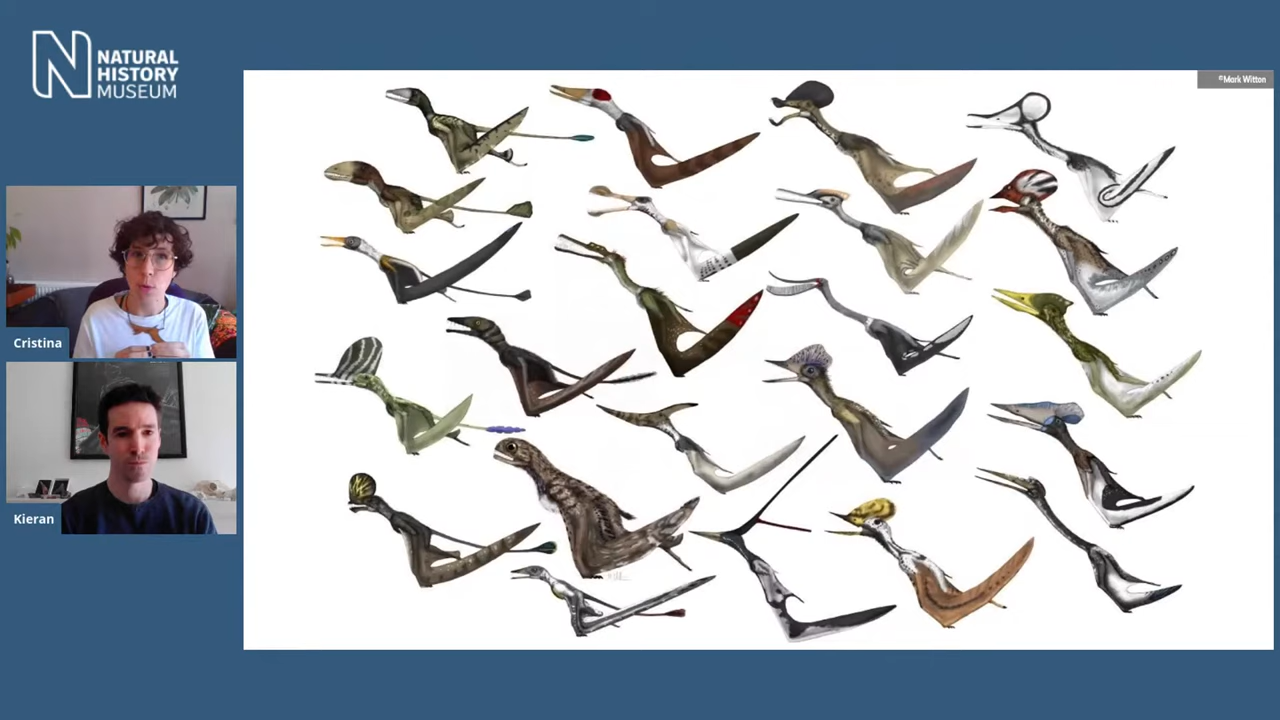 NATURAL
HISTORY
MUSEUM
©Mark Witton
Cristina
Kieran